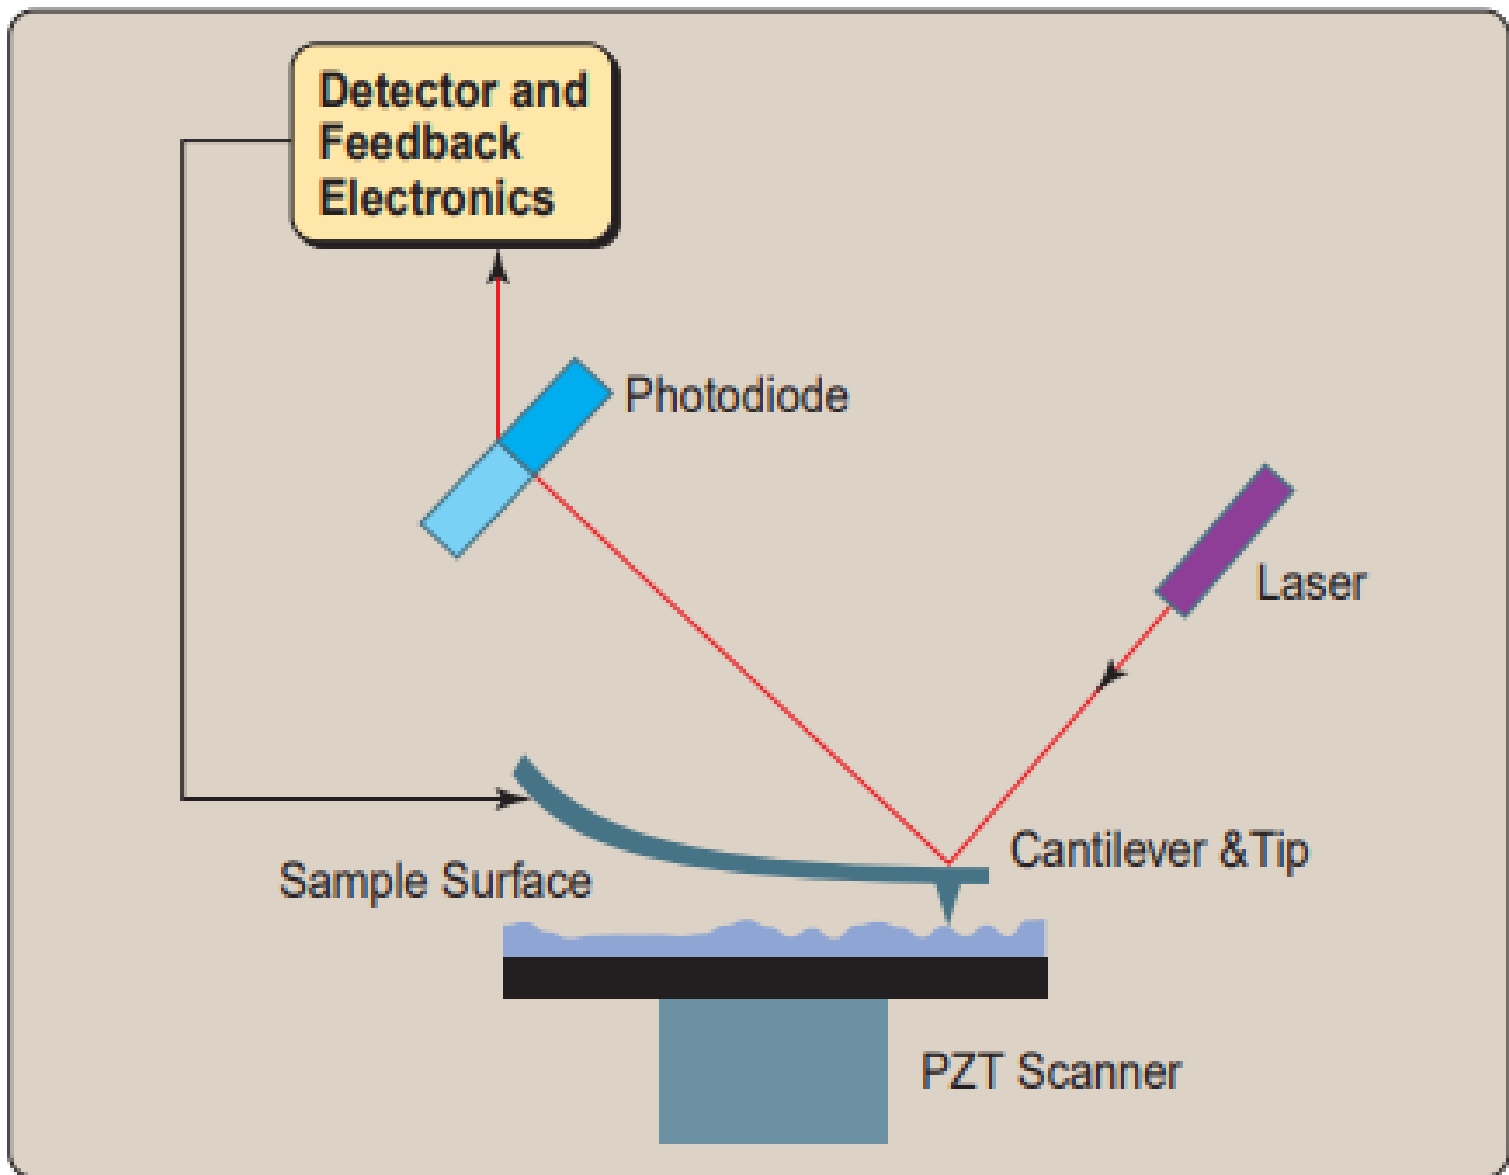 Detector and
Feedback
Electronics
Photodiode
Laser
Cantilever &Tip
Sample Surface
PZT Scanner